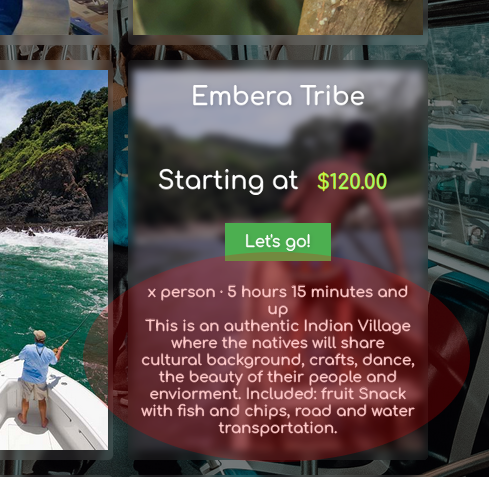 Embera Tribe
Starting at $120.00
Let's go!
x person · 5 hours 15 minutes and
up
This is an authentic Indian Village
where the natives will share
cultural background, crafts, dance,
the beauty of their people and
enviorment. Included: fruit Snack
with fish and chips, road and water
transportation.